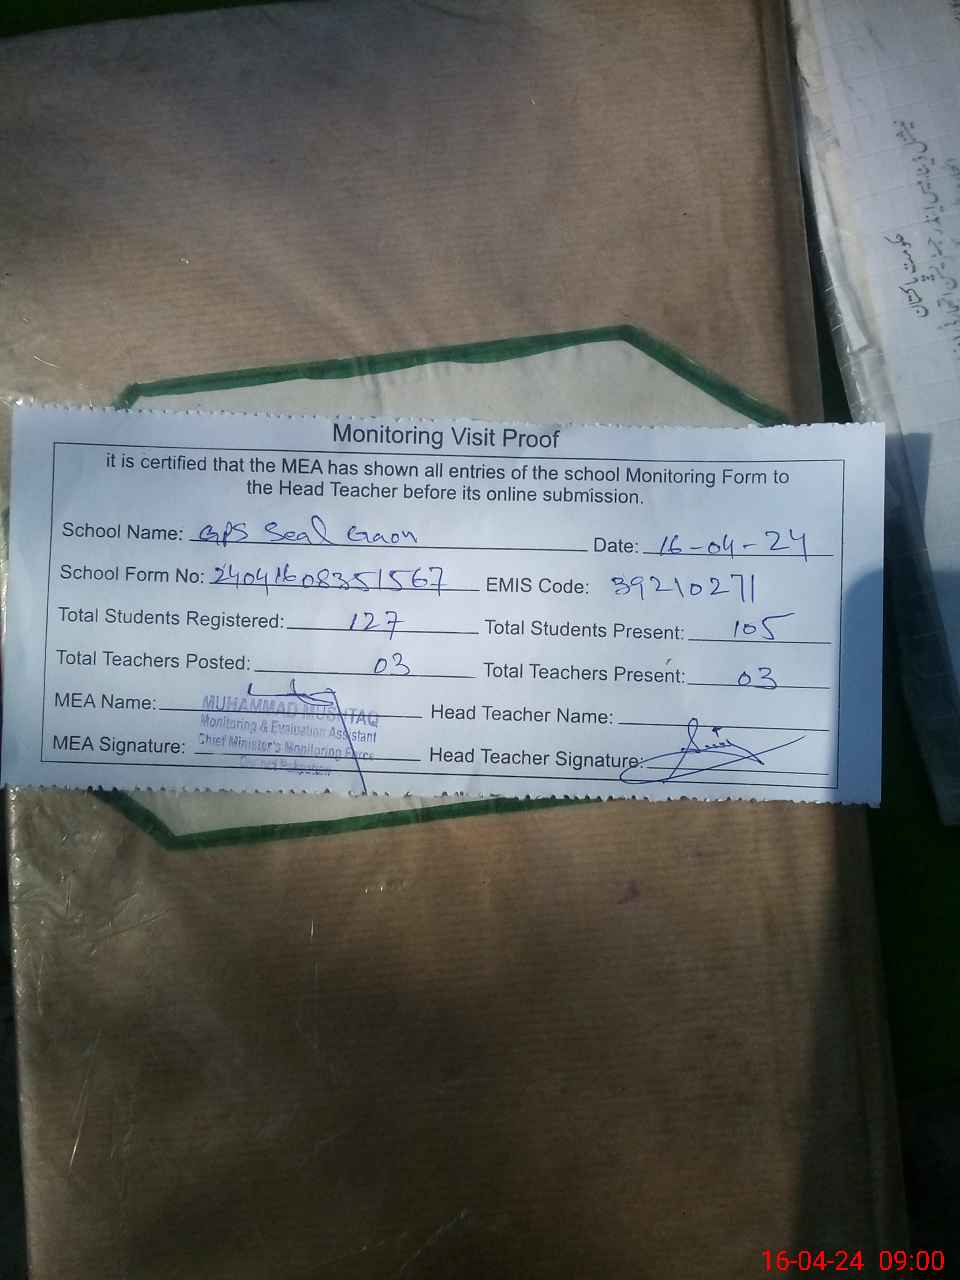 Monitoring Visit Proof
it is certified that the MEA has shown all entries of the school Monitoring Form to
the Head Teacher before its online submission.
School Name: GPS Seal Gaon Date: 16-04-24
School Form No: 24041608351567 EMIS Code: 39210271
Total Students Registered: 127 Total Students Present: 105
Total Teachers Posted: 03 Total Teachers Present: 03
MEA Name: MUHAMMAD MUSHTAQ Head Teacher Name:
Monitoring & Evaluation Assistant
Chief Minister's Monitoring Force
MEA Signature: Head Teacher Signature:
حکومت پاکستان
16-04-24 09:00